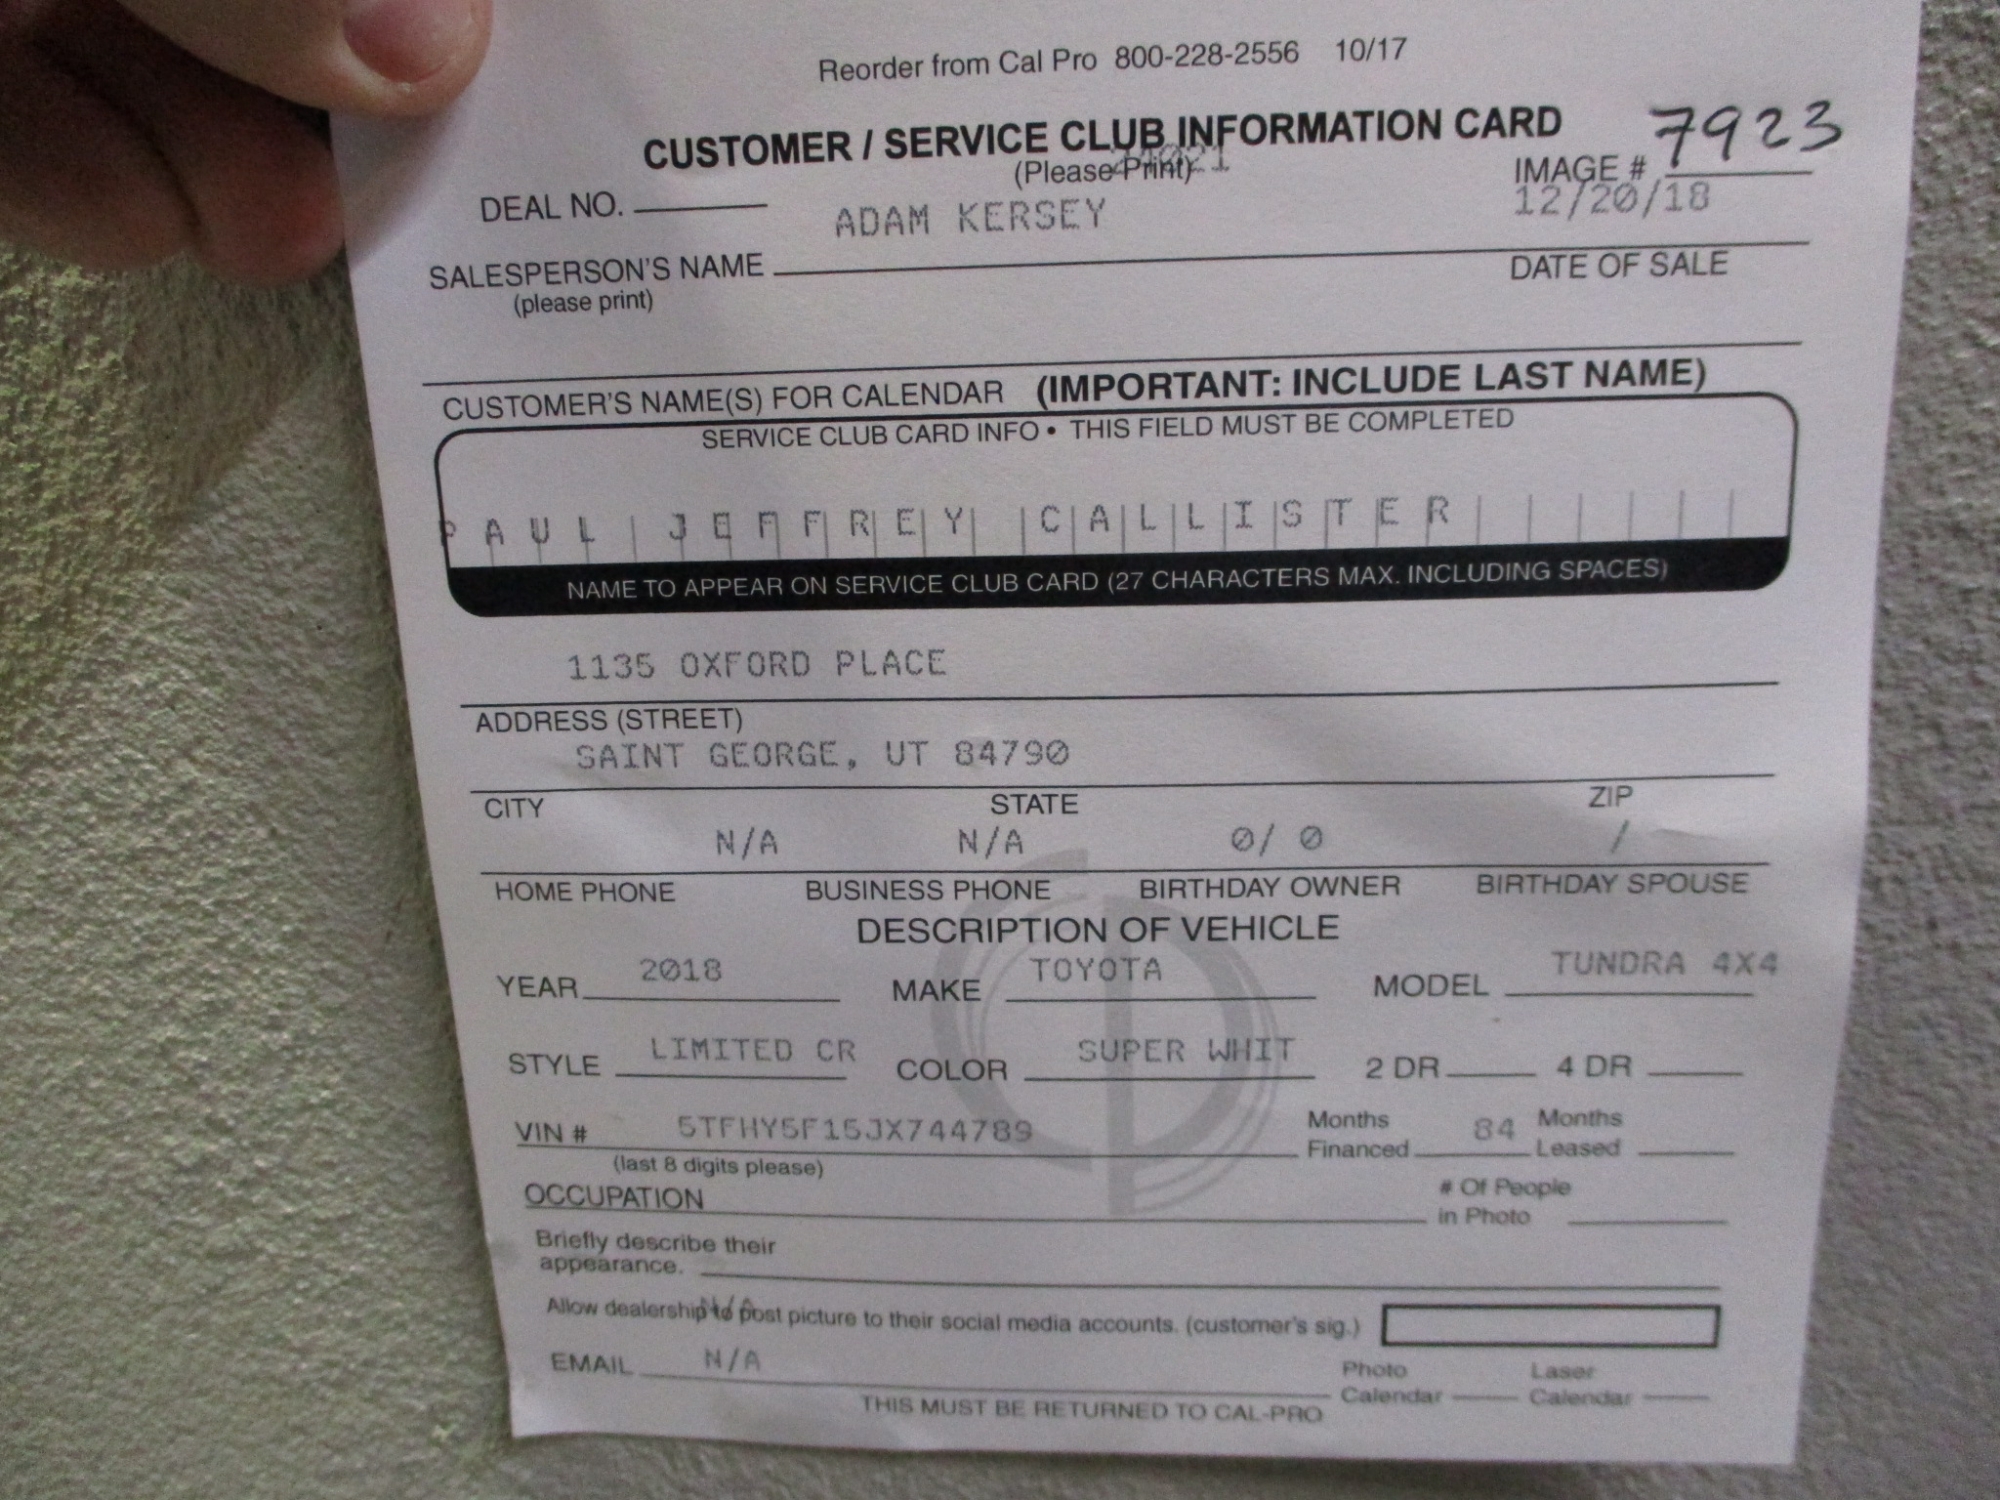 Reorder from Cal Pro 800-228-2556 10/17
CUSTOMER / SERVICE CLUB INFORMATION CARD 7923
(Please Print) IMAGE #
DEAL NO. ADAM KERSEY 12/20/18
SALESPERSON'S NAME DATE OF SALE
(please print)
CUSTOMER'S NAME(S) FOR CALENDAR (IMPORTANT: INCLUDE LAST NAME)
SERVICE CLUB CARD INFO • THIS FIELD MUST BE COMPLETED
PAUL JEFFREY CALLISTER
NAME TO APPEAR ON SERVICE CLUB CARD (27 CHARACTERS MAX. INCLUDING SPACES)
1135 OXFORD PLACE
ADDRESS (STREET)
SAINT GEORGE, UT 84790
CITY STATE ZIP
N/A N/A 0/ 0 /
HOME PHONE BUSINESS PHONE BIRTHDAY OWNER BIRTHDAY SPOUSE
DESCRIPTION OF VEHICLE
YEAR 2018 MAKE TOYOTA MODEL TUNDRA 4X4
STYLE LIMITED CR COLOR SUPER WHIT 2 DR 4 DR
VIN # 5TFHY5F15JX744789 Months Financed 84 Months Leased
(last 8 digits please)
OCCUPATION # Of People in Photo
Briefly describe their
appearance.
N/A
Allow dealership to post picture to their social media accounts. (customer's sig.)
EMAIL N/A Photo Calendar Laser Calendar
THIS MUST BE RETURNED TO CAL-PRO